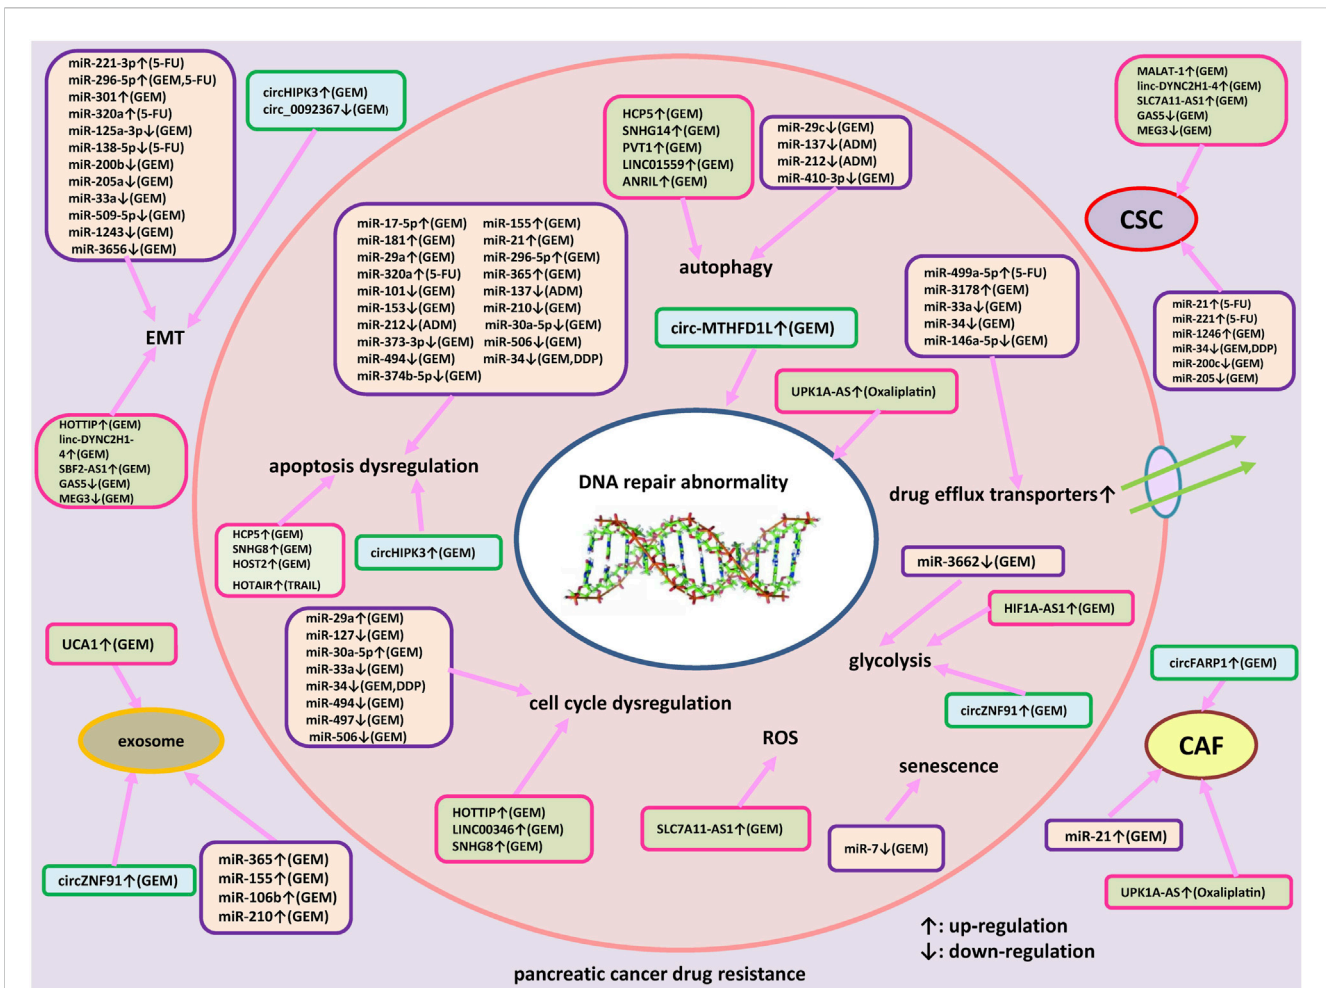 miR-221-3p↑(5-FU)
miR-296-5p↑(GEM,5-FU)
miR-301↑(GEM)
miR-320a↑(5-FU)
miR-125a-3p↓(GEM)
miR-138-5p↓(5-FU)
miR-200b↓(GEM)
miR-205a↓(GEM)
miR-33a↓(GEM)
miR-509-5p↓(GEM)
miR-1243↓(GEM)
miR-3656↓(GEM)
circHIPK3↑(GEM)
circ_0092367↓(GEM)
EMT
HOTTIP↑(GEM)
linc-DYNC2H1-
4↑(GEM)
SBF2-AS1↑(GEM)
GAS5↓(GEM)
MEG3↓(GEM)
HCP5↑(GEM)
SNHG14↑(GEM)
PVT1↑(GEM)
LINC01559↑(GEM)
ANRIL↑(GEM)
miR-29c↓(GEM)
miR-137↓(ADM)
miR-212↓(ADM)
miR-410-3p↓(GEM)
autophagy
MALAT-1↑(GEM)
linc-DYNC2H1-4↑(GEM)
SLC7A11-AS1↑(GEM)
GAS5↓(GEM)
MEG3↓(GEM)
CSC
miR-21↑(5-FU)
miR-221↑(5-FU)
miR-1246↑(GEM)
miR-34↓(GEM,DDP)
miR-200c↓(GEM)
miR-205↓(GEM)
miR-17-5p↑(GEM) miR-155↑(GEM)
miR-181↑(GEM) miR-21↑(GEM)
miR-29a↑(GEM) miR-296-5p↑(GEM)
miR-320a↑(5-FU) miR-365↑(GEM)
miR-101↓(GEM) miR-137↓(ADM)
miR-153↓(GEM) miR-210↓(GEM)
miR-212↓(ADM) miR-30a-5p↓(GEM)
miR-373-3p↓(GEM) miR-506↓(GEM)
miR-494↓(GEM) miR-34↓(GEM,DDP)
miR-374b-5p↓(GEM)
apoptosis dysregulation
HCP5↑(GEM)
SNHG8↑(GEM)
HOST2↑(GEM)
HOTAIR↑(TRAIL)
circHIPK3↑(GEM)
circ-MTHFD1L↑(GEM)
UPK1A-AS↑(Oxaliplatin)
DNA repair abnormality
miR-499a-5p↑(5-FU)
miR-3178↑(GEM)
miR-33a↓(GEM)
miR-34↓(GEM)
miR-146a-5p↓(GEM)
drug efflux transporters↑
miR-3662↓(GEM)
HIF1A-AS1↑(GEM)
glycolysis
circZNF91↑(GEM)
miR-29a↑(GEM)
miR-127↓(GEM)
miR-30a-5p↑(GEM)
miR-33a↓(GEM)
miR-34↓(GEM,DDP)
miR-494↓(GEM)
miR-497↓(GEM)
miR-506↓(GEM)
cell cycle dysregulation
HOTTIP↑(GEM)
LINC00346↑(GEM)
SNHG8↑(GEM)
ROS
SLC7A11-AS1↑(GEM)
senescence
miR-7↓(GEM)
UCA1↑(GEM)
exosome
circZNF91↑(GEM)
miR-365↑(GEM)
miR-155↑(GEM)
miR-106b↑(GEM)
miR-210↑(GEM)
circFARP1↑(GEM)
CAF
miR-21↑(GEM)
UPK1A-AS↑(Oxaliplatin)
↑: up-regulation
↓: down-regulation
pancreatic cancer drug resistance